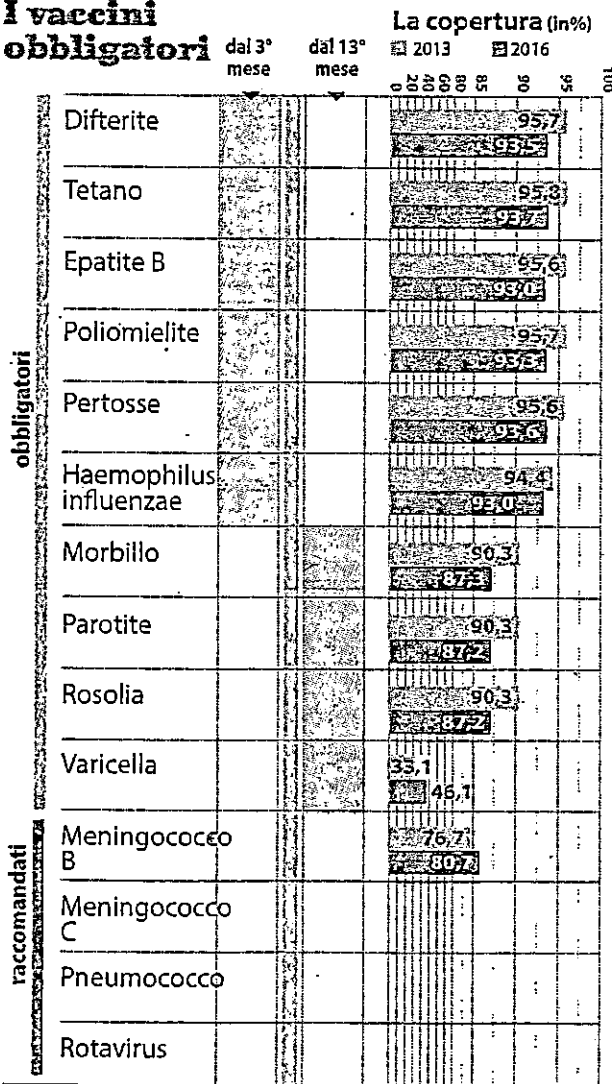 I vaccini
obbligatori
dal 3°
mese
dal 13°
mese
La copertura (in%)
2013 2016
0 20 40 60 80 85 90 95 100
obbligatori
Difterite
95,7
93,5
Tetano
95,8
93,7
Epatite B
95,6
93,0
Poliomielite
95,7
93,3
Pertosse
95,6
93,6
Haemophilus
influenzae
94,4
93,0
Morbillo
90,3
87,3
Parotite
90,3
87,2
Rosolia
90,3
87,2
Varicella
33,1
46,1
raccomandati
Meningococco
B
76,7
80,7
Meningococco
C
Pneumococco
Rotavirus